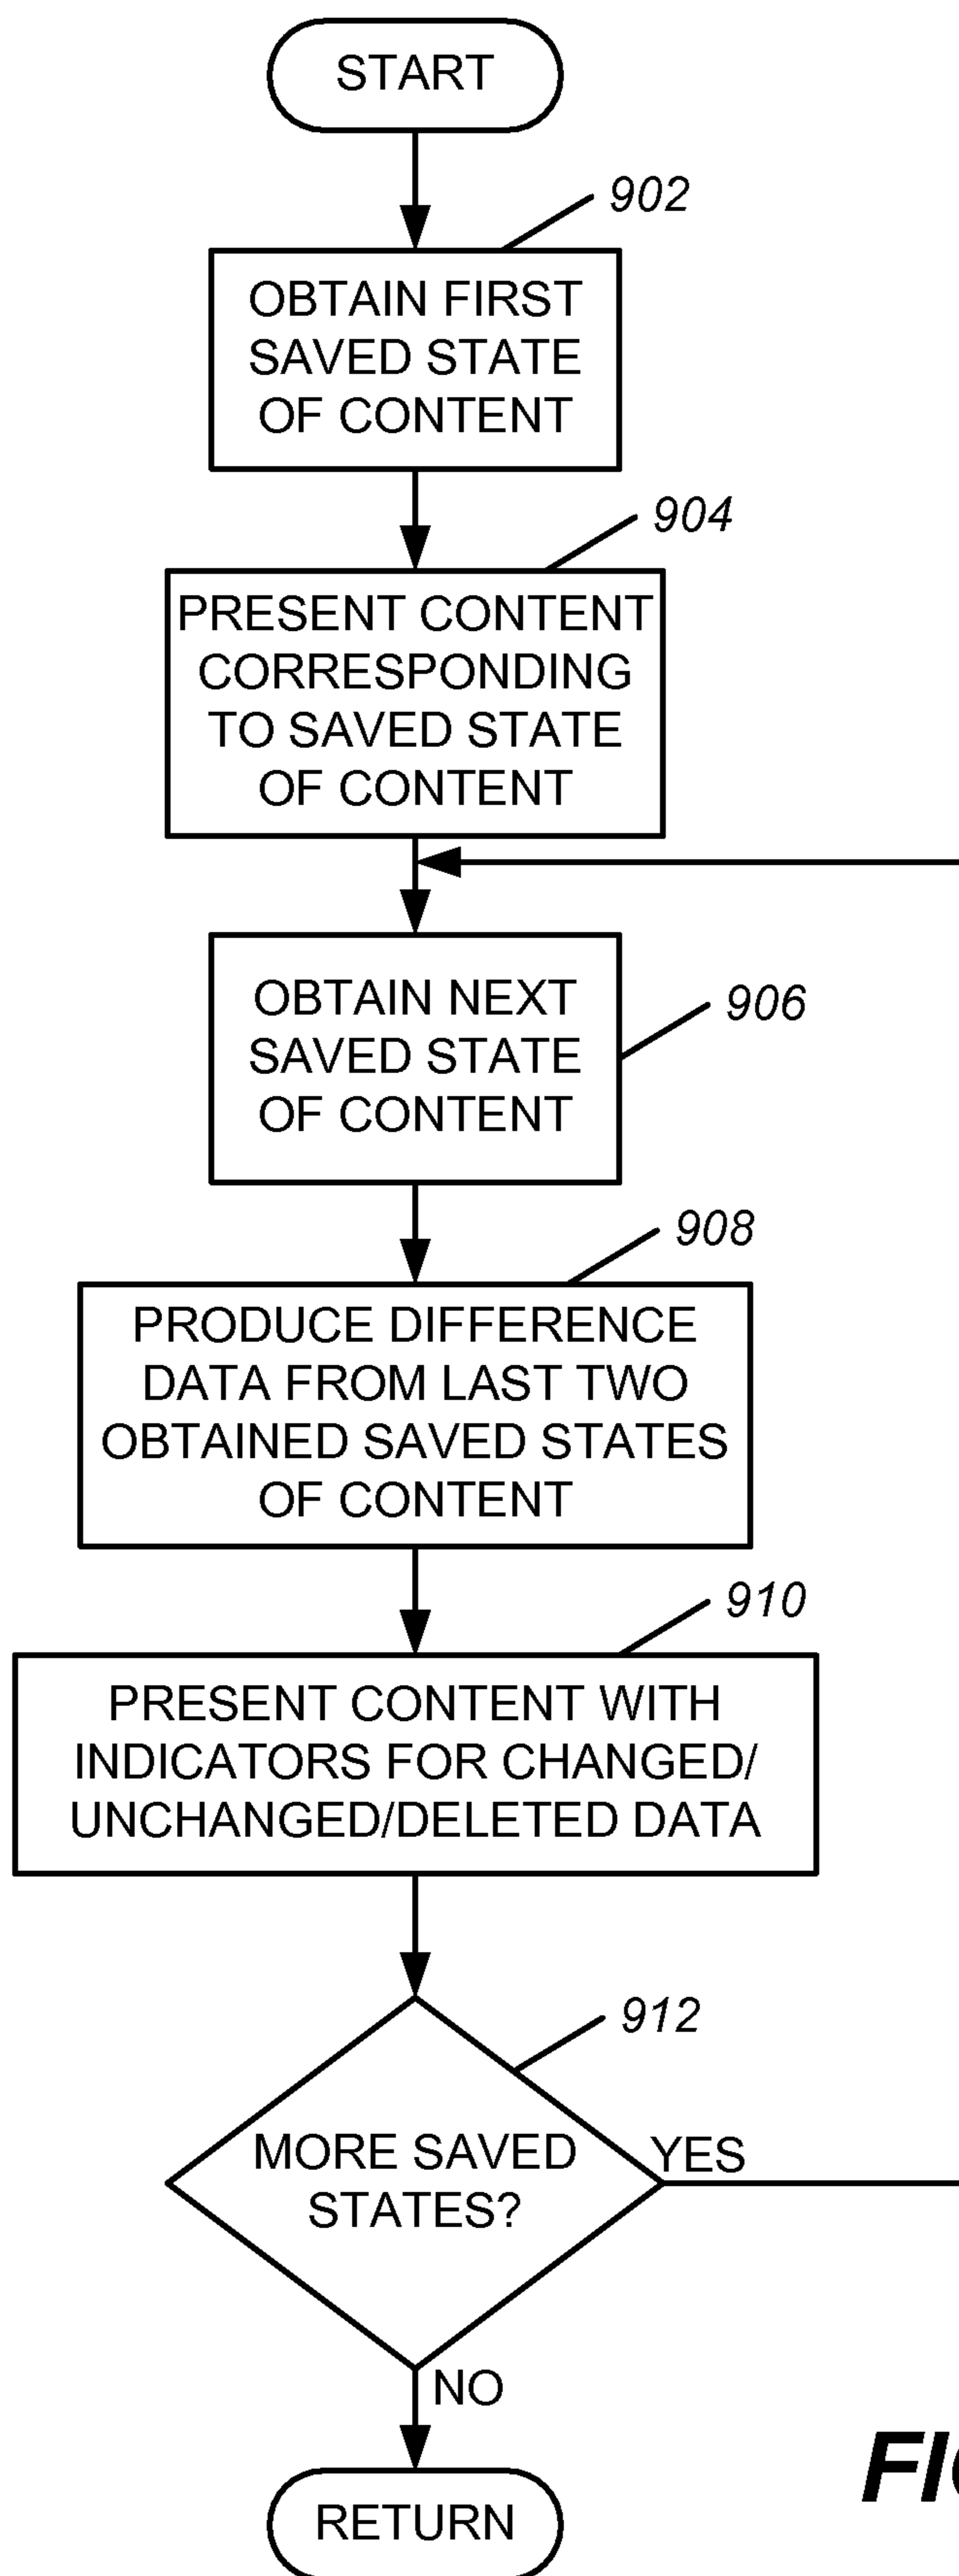 START
902
OBTAIN FIRST
SAVED STATE
OF CONTENT
904
PRESENT CONTENT
CORRESPONDING
TO SAVED STATE
OF CONTENT
OBTAIN NEXT
SAVED STATE
OF CONTENT
906
908
PRODUCE DIFFERENCE
DATA FROM LAST TWO
OBTAINED SAVED STATES
OF CONTENT
910
PRESENT CONTENT WITH
INDICATORS FOR CHANGED/
UNCHANGED/DELETED DATA
912
MORE SAVED
STATES?
YES
NO
RETURN